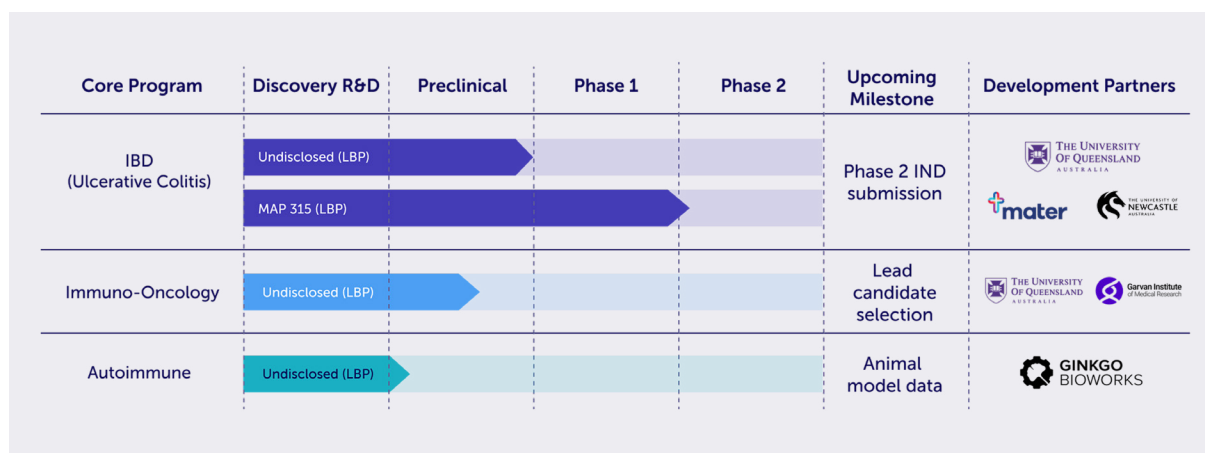 Core Program
Discovery R&D
Preclinical
Phase 1
Phase 2
Upcoming
Milestone
Development Partners
IBD
(Ulcerative Colitis)
Undisclosed (LBP)
MAP 315 (LBP)
Phase 2 IND
submission
THE UNIVERSITY
OF QUEENSLAND
AUSTRALIA
mater
THE UNIVERSITY OF
NEWCASTLE
AUSTRALIA
Immuno-Oncology
Undisclosed (LBP)
Lead
candidate
selection
THE UNIVERSITY
OF QUEENSLAND
AUSTRALIA
Garvan Institute
of Medical Research
Autoimmune
Undisclosed (LBP)
Animal
model data
GINKGO
BIOWORKS